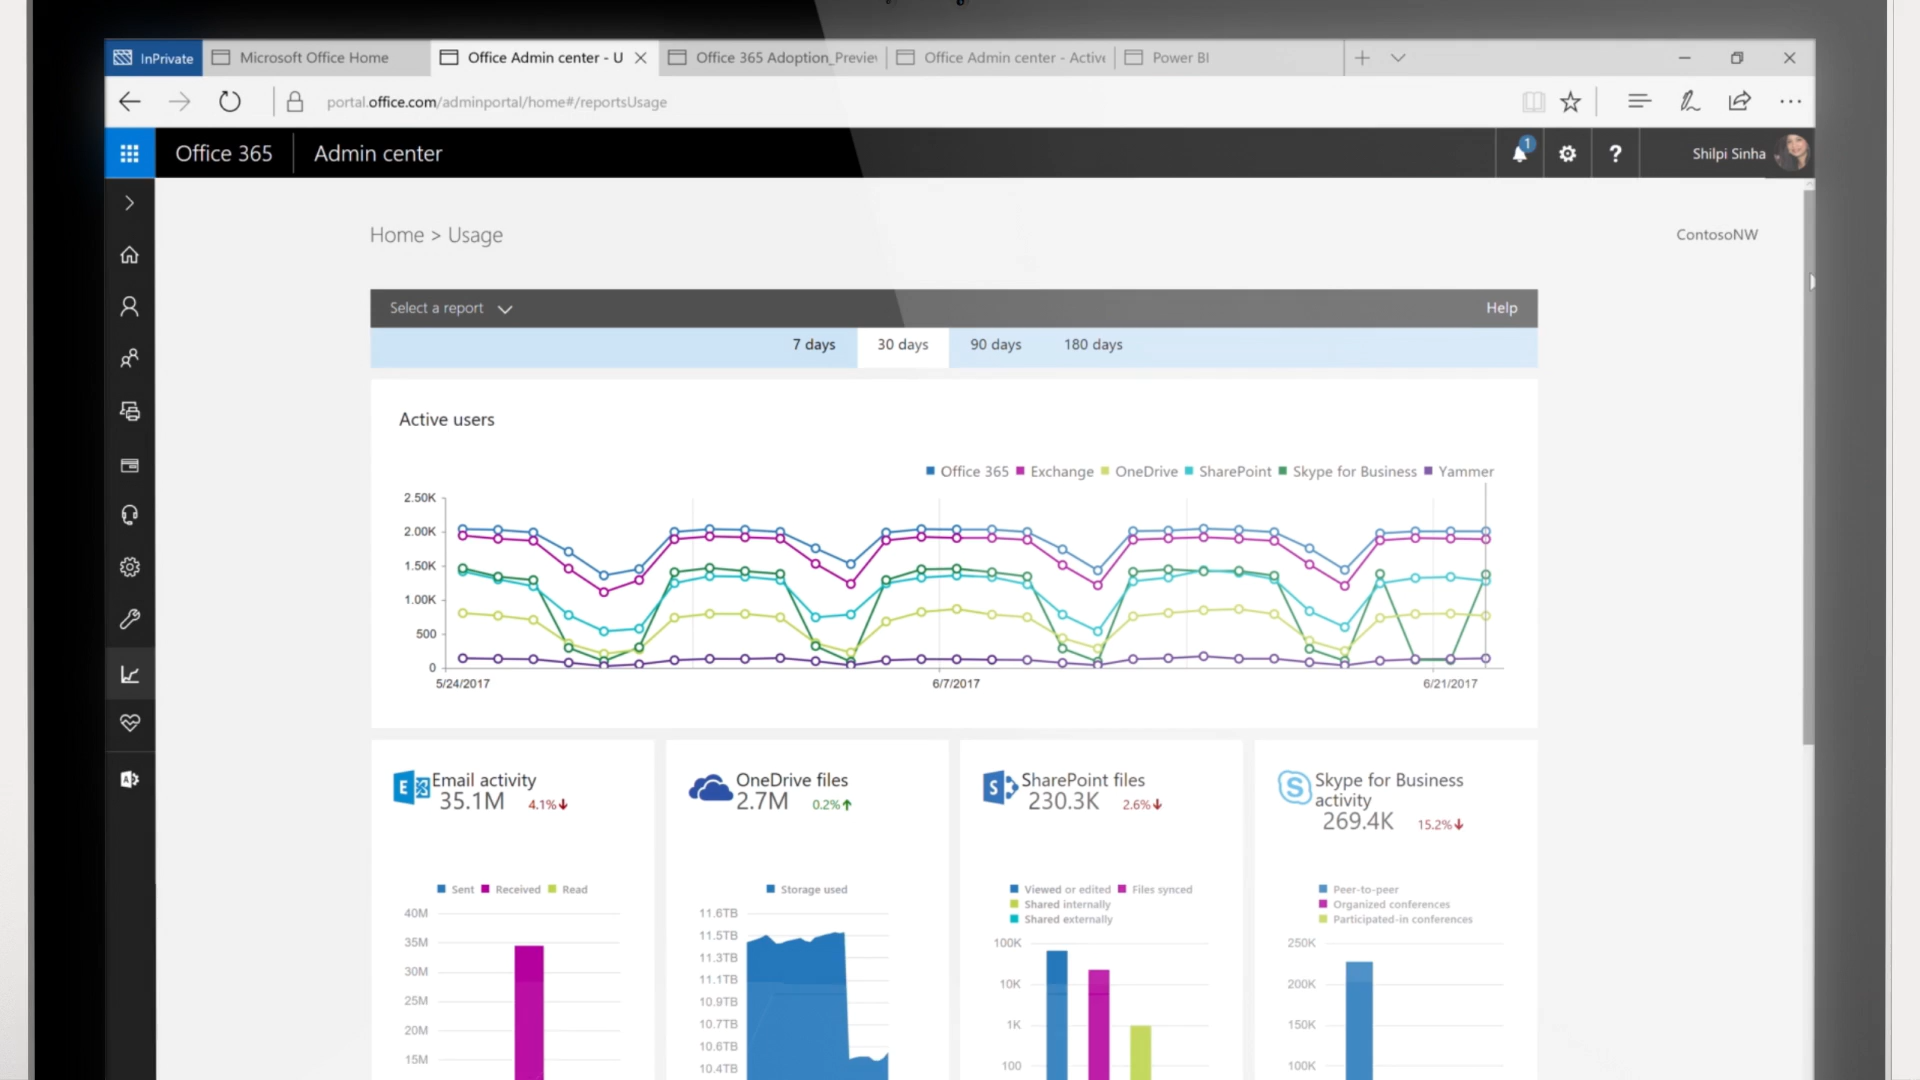 InPrivate
Microsoft Office Home
Office Admin center - U
Office 365 Adoption_Preview
Office Admin center - Active
Power BI
portal.office.com/adminportal/home#/reportsUsage
Office 365
Admin center
1
?
Shilpi Sinha
Home > Usage
ContosoNW
Select a report
Help
7 days
30 days
90 days
180 days
Active users
Office 365 Exchange OneDrive SharePoint Skype for Business Yammer
2.50K
2.00K
1.50K
1.00K
500
0
5/24/2017
6/7/2017
6/21/2017
E
Email activity
35.1M 4.1%
Sent Received Read
40M
35M
30M
25M
20M
15M
OneDrive files
2.7M 0.2%
Storage used
11.6TB
11.5TB
11.3TB
11.1TB
10.9TB
10.7TB
10.6TB
10.4TB
S
SharePoint files
230.3K 2.6%
Viewed or edited Files synced
Shared internally
Shared externally
100K
10K
1K
100
S
Skype for Business
activity
269.4K 15.2%
Peer-to-peer
Organized conferences
Participated-in conferences
250K
200K
150K
100K